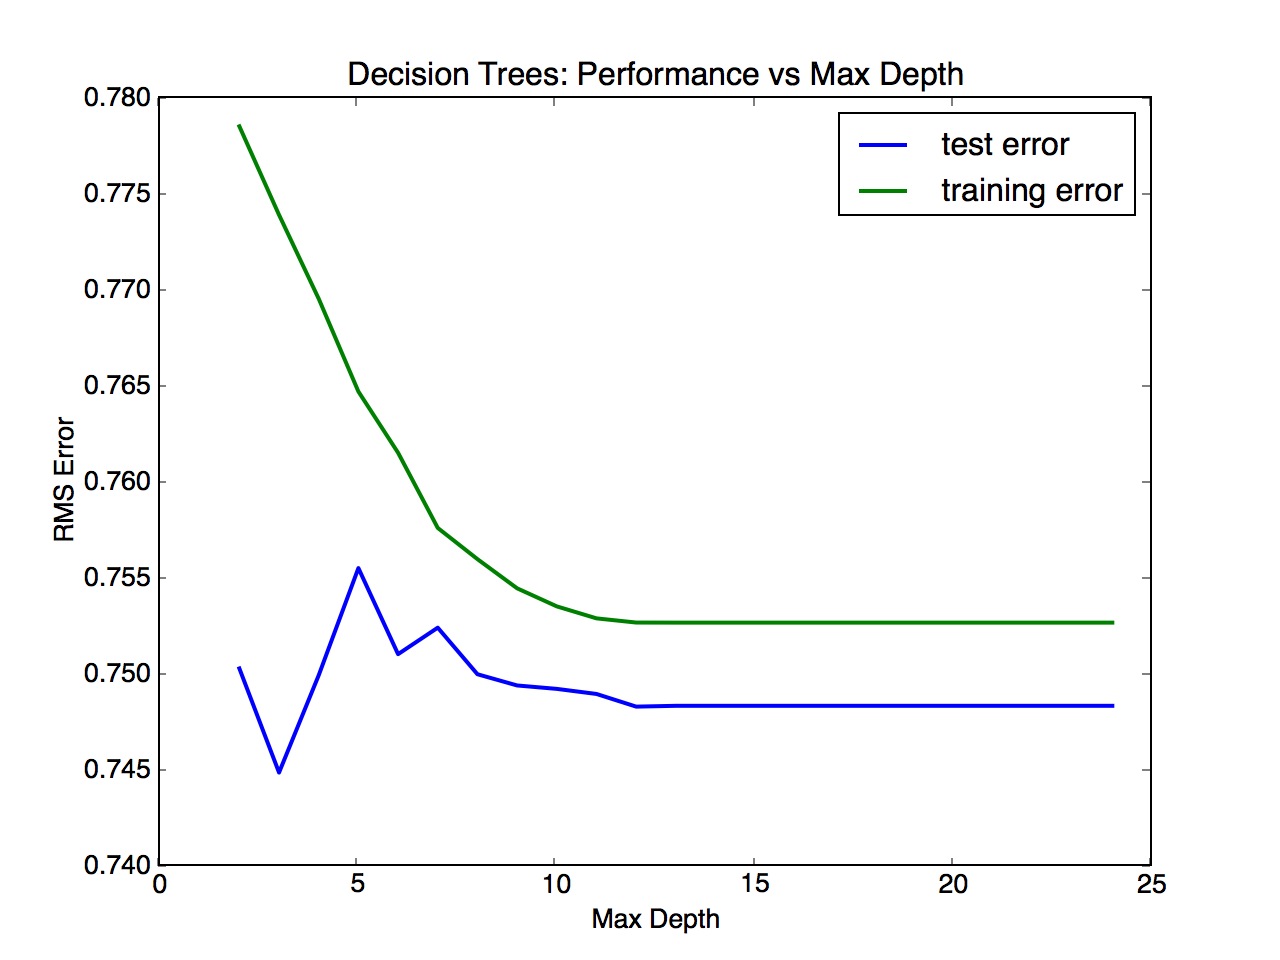 Decision Trees: Performance vs Max Depth
0.780
0.775
0.770
0.765
0.760
0.755
0.750
0.745
0.740
RMS Error
test error
training error
0 5 10 15 20 25
Max Depth